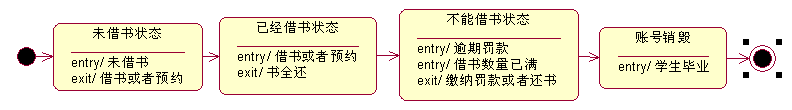 未借书状态
entry/ 未借书
exit/ 借书或者预约
已经借书状态
entry/ 借书或者预约
exit/ 书全还
不能借书状态
entry/ 逾期罚款
entry/ 借书数量已满
exit/ 缴纳罚款或者还书
账号销毁
entry/ 学生毕业